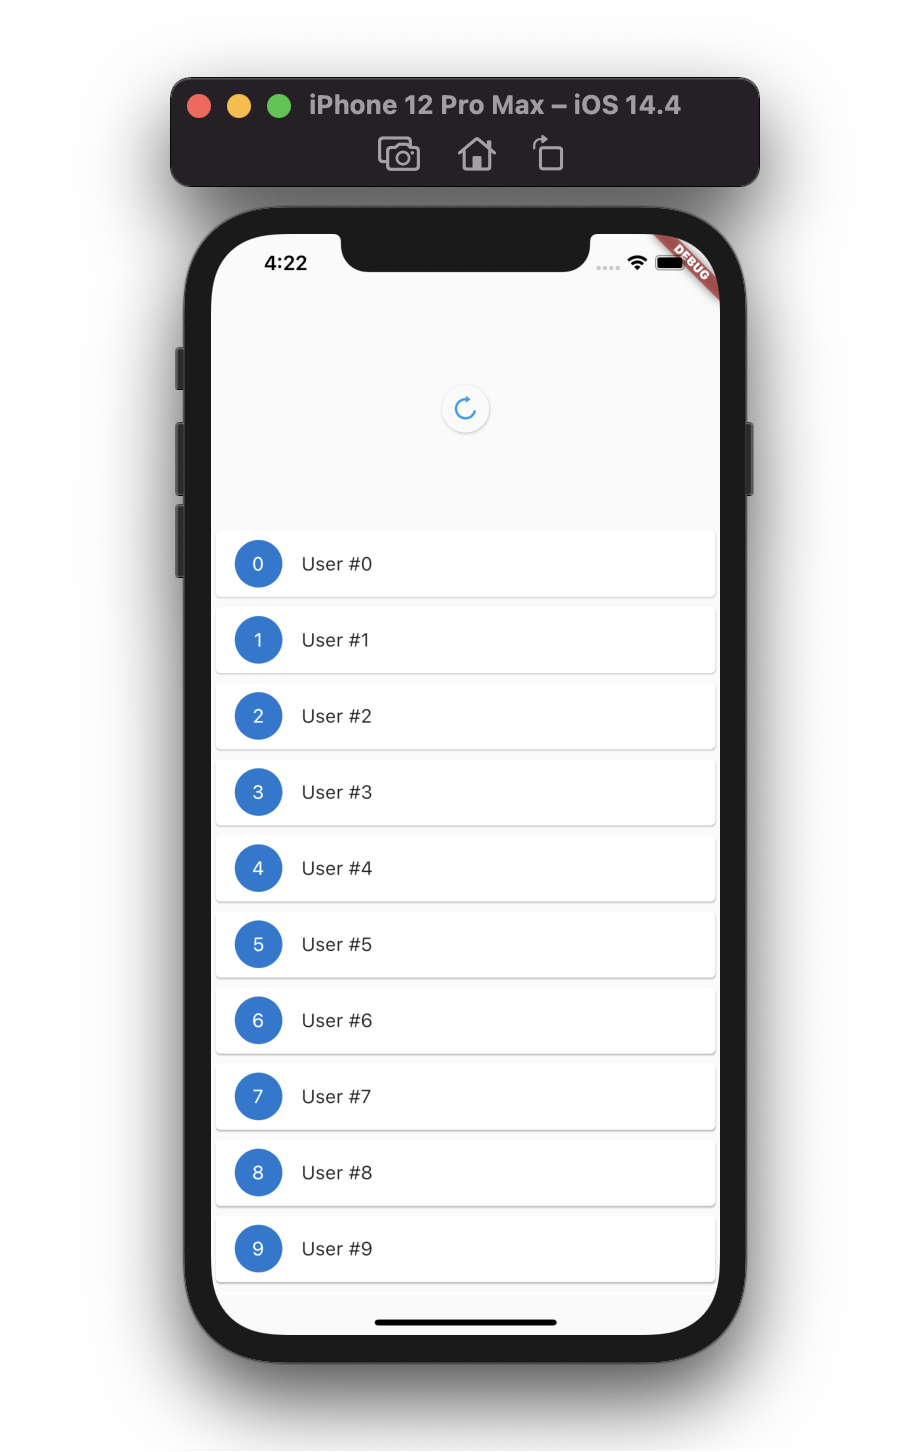 iPhone 12 Pro Max – iOS 14.4
4:22
DEBUG
0 User #0
1 User #1
2 User #2
3 User #3
4 User #4
5 User #5
6 User #6
7 User #7
8 User #8
9 User #9